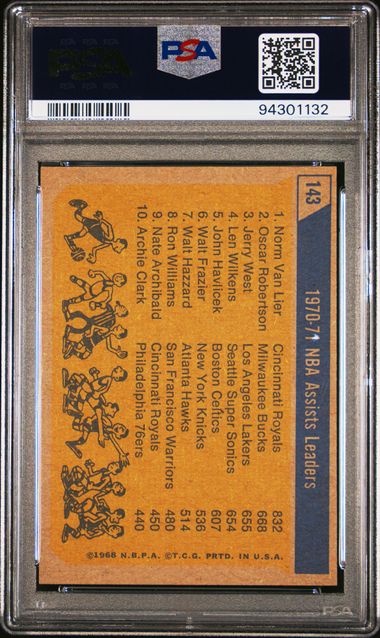 PSA
PSA
94301132
143
1970-71 NBA Assists Leaders
1. Norm Van Lier Cincinnati Royals 832
2. Oscar Robertson Milwaukee Bucks 668
3. Jerry West Los Angeles Lakers 655
4. Len Wilkens Seattle Super Sonics 654
5. John Havlicek Boston Celtics 607
6. Walt Frazier New York Knicks 536
7. Walt Hazzard Atlanta Hawks 514
8. Ron Williams San Francisco Warriors 480
9. Nate Archibald Cincinnati Royals 450
10. Archie Clark Philadelphia 76ers 440
©1968 N.B.P.A. ©T.C.G. PRTD. IN U.S.A.
PSA